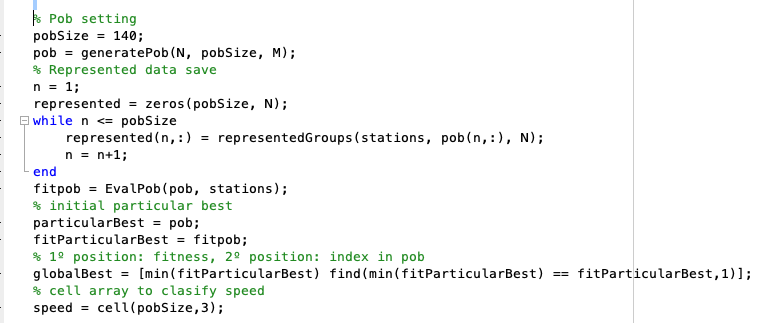 % Pob setting
pobSize = 140;
pob = generatePob(N, pobSize, M);
% Represented data save
n = 1;
represented = zeros(pobSize, N);
while n <= pobSize
    represented(n,:) = representedGroups(stations, pob(n,:), N);
    n = n+1;
end
fitpob = EvalPob(pob, stations);
% initial particular best
particularBest = pob;
fitParticularBest = fitpob;
% 1º position: fitness, 2º position: index in pob
globalBest = [min(fitParticularBest) find(min(fitParticularBest) == fitParticularBest,1)];
% cell array to clasify speed
speed = cell(pobSize,3);